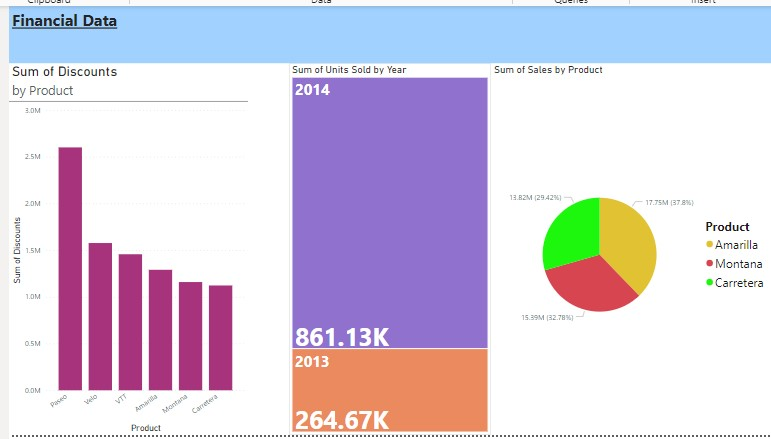 Clipboard
Data
Queries
Insert
Financial Data
Sum of Discounts
by Product
3.0M
2.5M
2.0M
1.5M
1.0M
0.5M
0.0M
Sum of Discounts
Paseo
Velo
VTT
Amarilla
Montana
Carretera
Product
Sum of Units Sold by Year
2014
861.13K
2013
264.67K
Sum of Sales by Product
13.82M (29.42%)
17.75M (37.8%)
15.39M (32.78%)
Product
Amarilla
Montana
Carretera